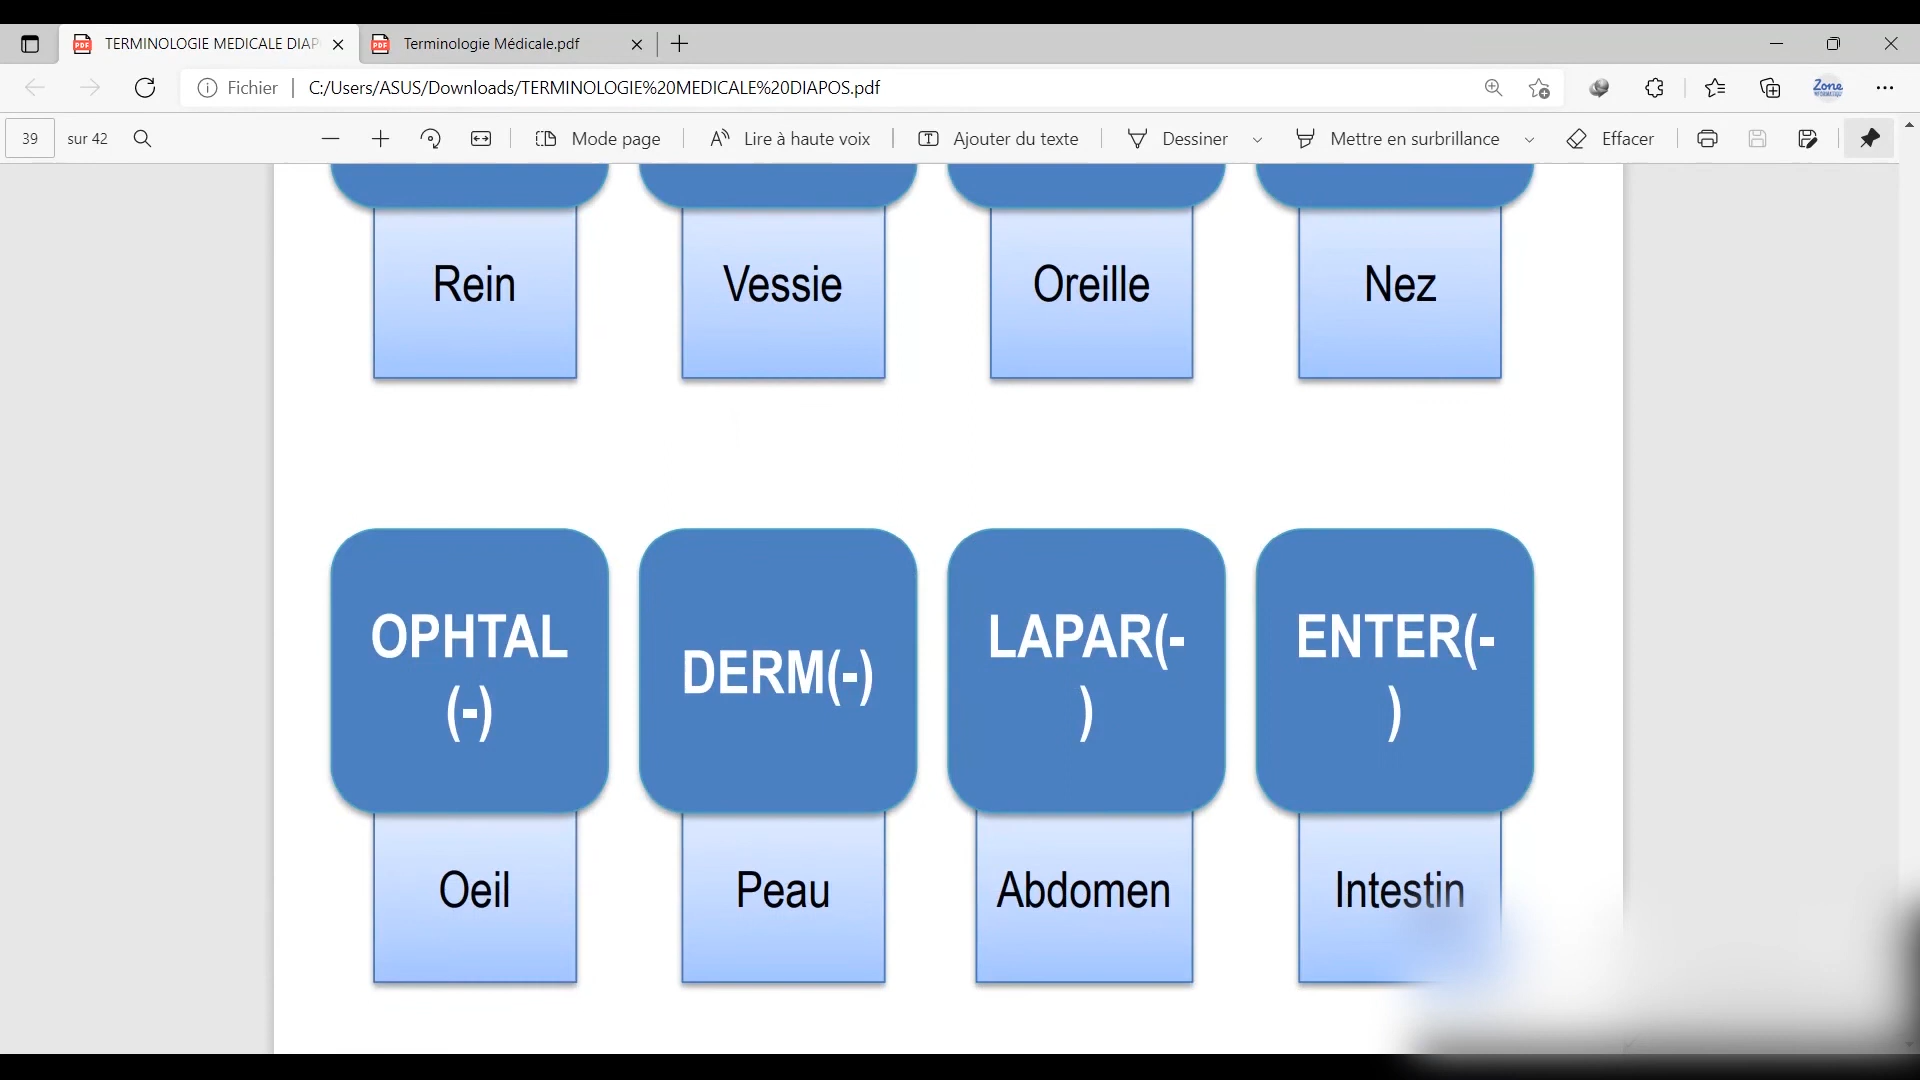 TERMINOLOGIE MEDICALE DIAP
Terminologie Médicale.pdf
Fichier
C:/Users/ASUS/Downloads/TERMINOLOGIE%20MEDICALE%20DIAPOS.pdf
Zone
39 sur 42
Mode page
Lire à haute voix
Ajouter du texte
Dessiner
Mettre en surbrillance
Effacer
Rein
Vessie
Oreille
Nez
OPHTAL
(-)
DERM(-)
LAPAR(-
)
ENTER(-
)
Oeil
Peau
Abdomen
Intestin